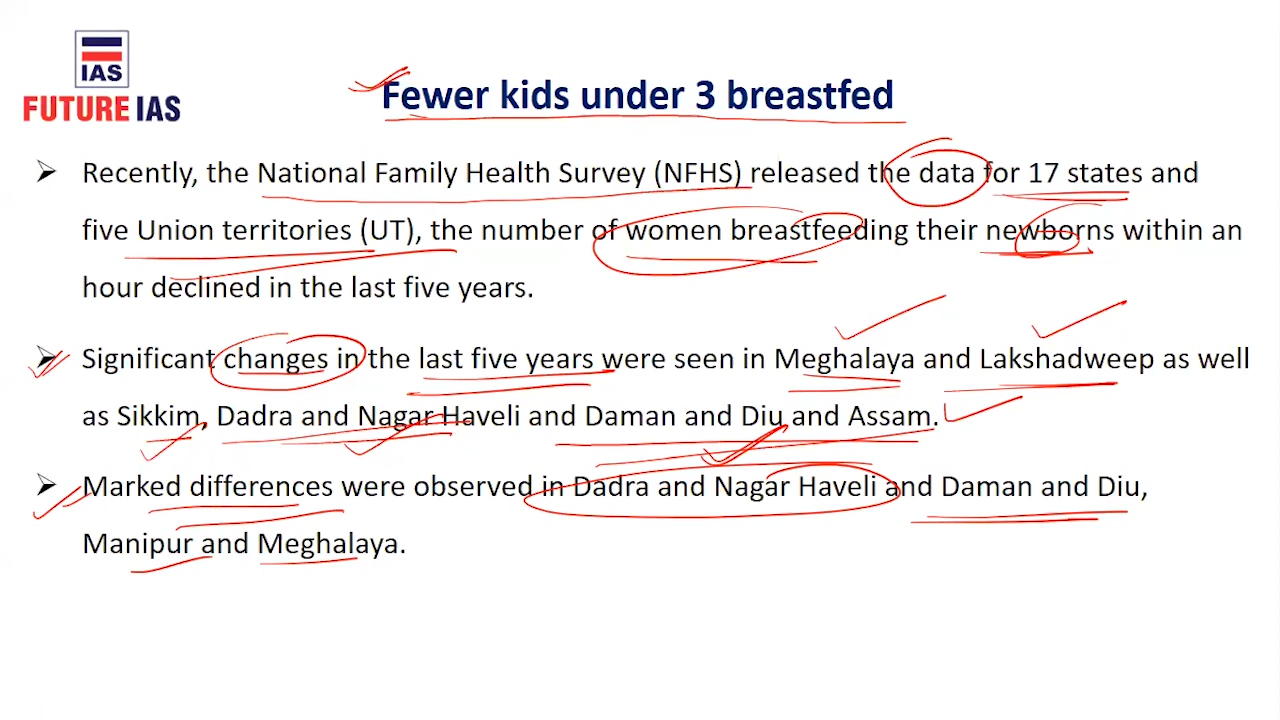 IAS
FUTURE IAS
Fewer kids under 3 breastfed
Recently, the National Family Health Survey (NFHS) released the data for 17 states and
five Union territories (UT), the number of women breastfeeding their newborns within an
hour declined in the last five years.
Significant changes in the last five years were seen in Meghalaya and Lakshadweep as well
as Sikkim, Dadra and Nagar Haveli and Daman and Diu and Assam.
Marked differences were observed in Dadra and Nagar Haveli and Daman and Diu,
Manipur and Meghalaya.